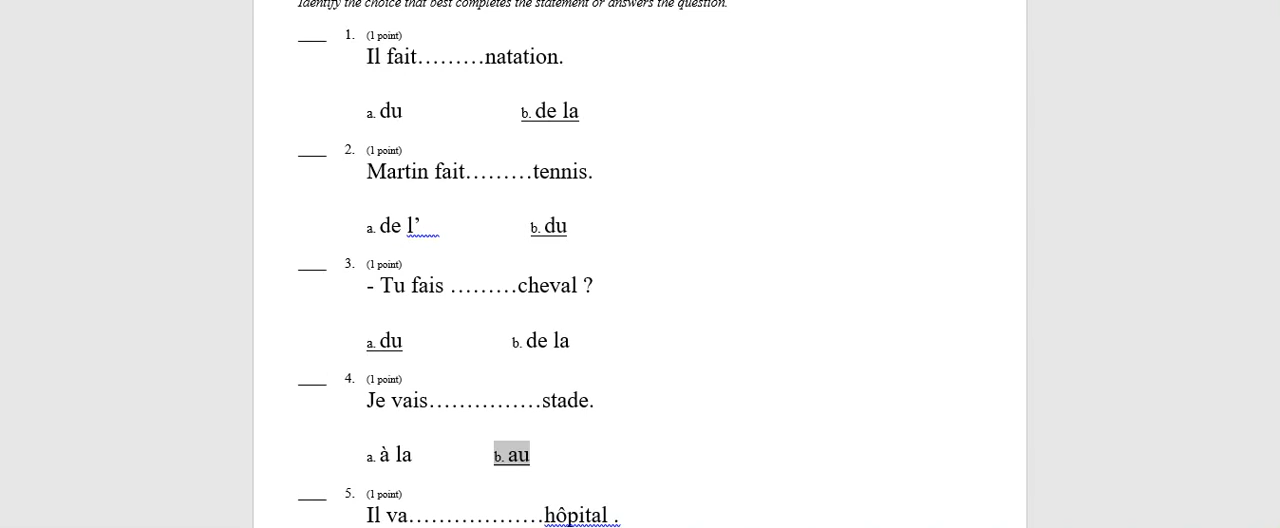 Identify the choice that best completes the statement or answers the question.
___ 1. (1 point)
Il fait………natation.
a. du b. de la
___ 2. (1 point)
Martin fait………tennis.
a. de l’ b. du
___ 3. (1 point)
- Tu fais ………cheval ?
a. du b. de la
___ 4. (1 point)
Je vais……………stade.
a. à la b. au
___ 5. (1 point)
Il va………………hôpital .